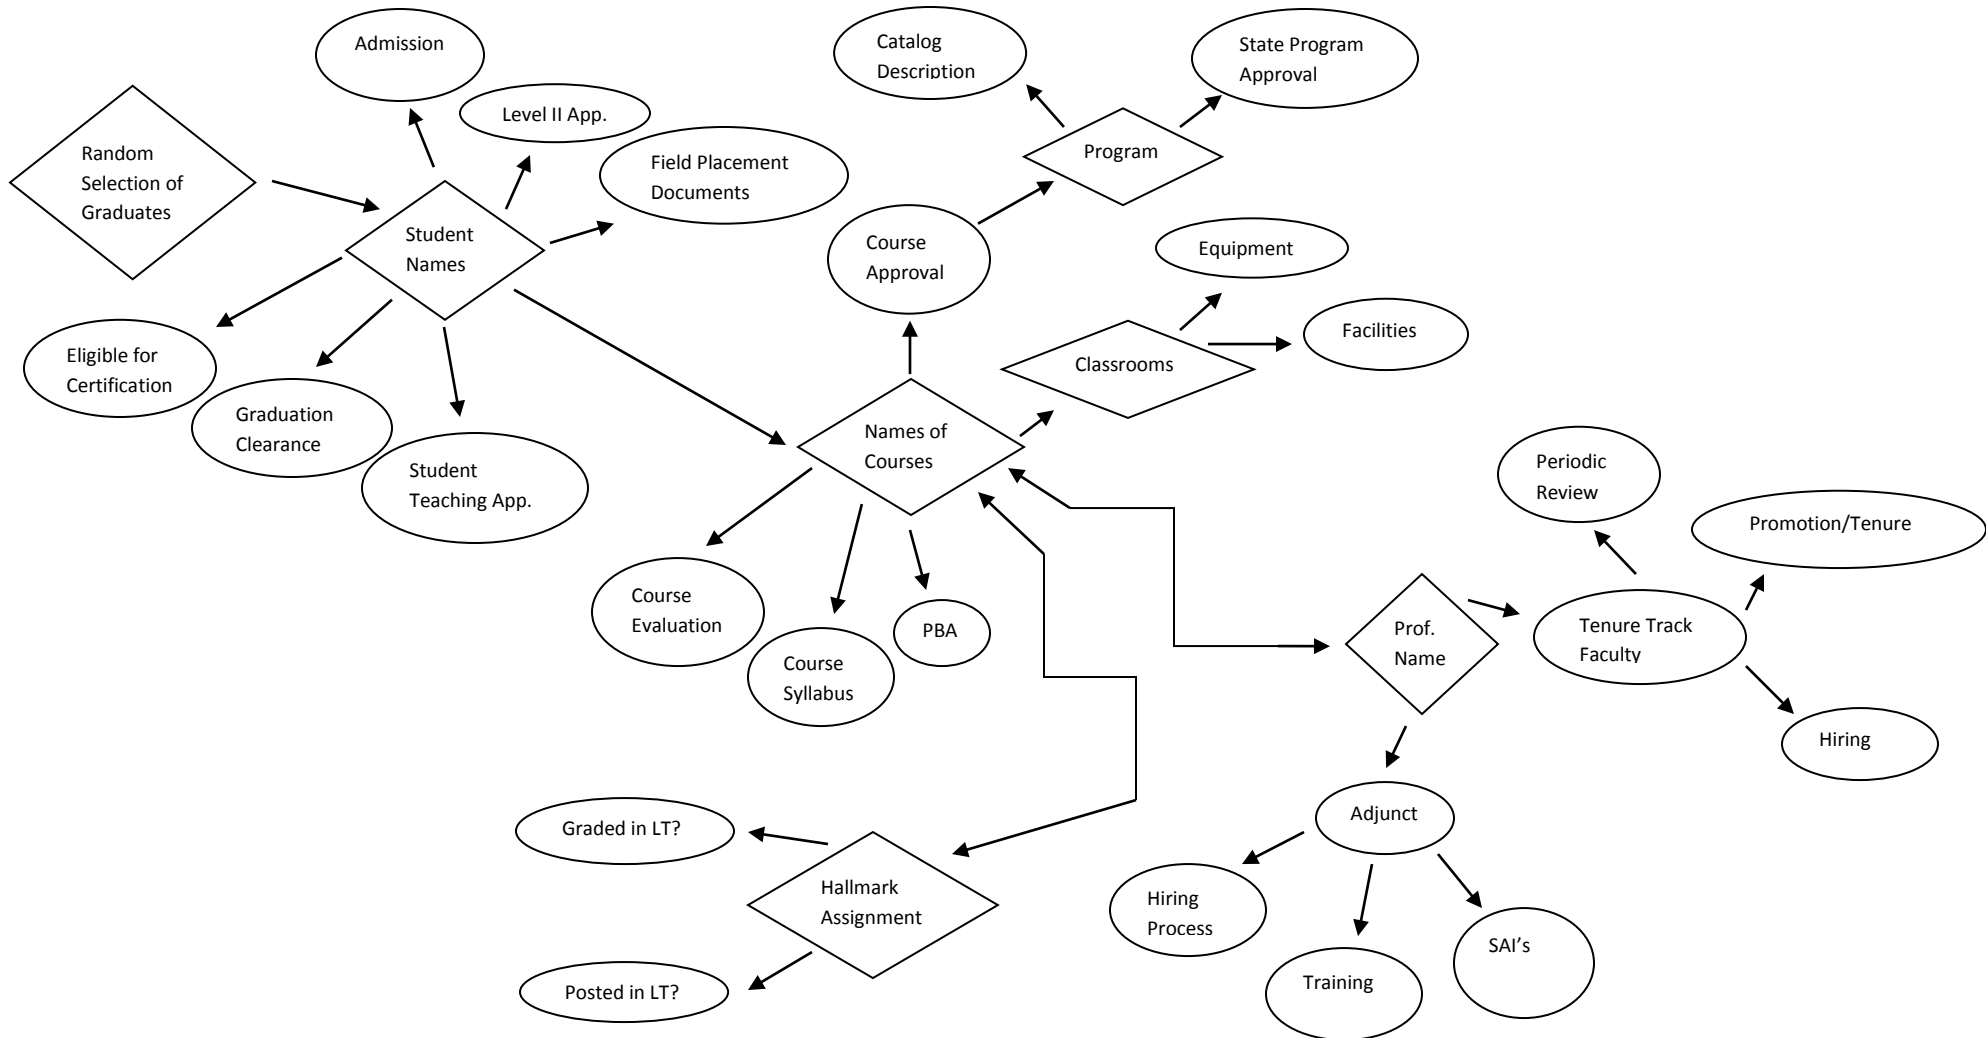 Admission
Catalog
Description
State Program
Approval
Level II App.
Random
Selection of
Graduates
Field Placement
Documents
Program
Student
Names
Course
Approval
Equipment
Facilities
Eligible for
Certification
Classrooms
Graduation
Clearance
Names of
Courses
Student
Teaching App.
Periodic
Review
Promotion/Tenure
Course
Evaluation
PBA
Course
Syllabus
Prof.
Name
Tenure Track
Faculty
Hiring
Graded in LT?
Adjunct
Hallmark
Assignment
Hiring
Process
SAI's
Posted in LT?
Training